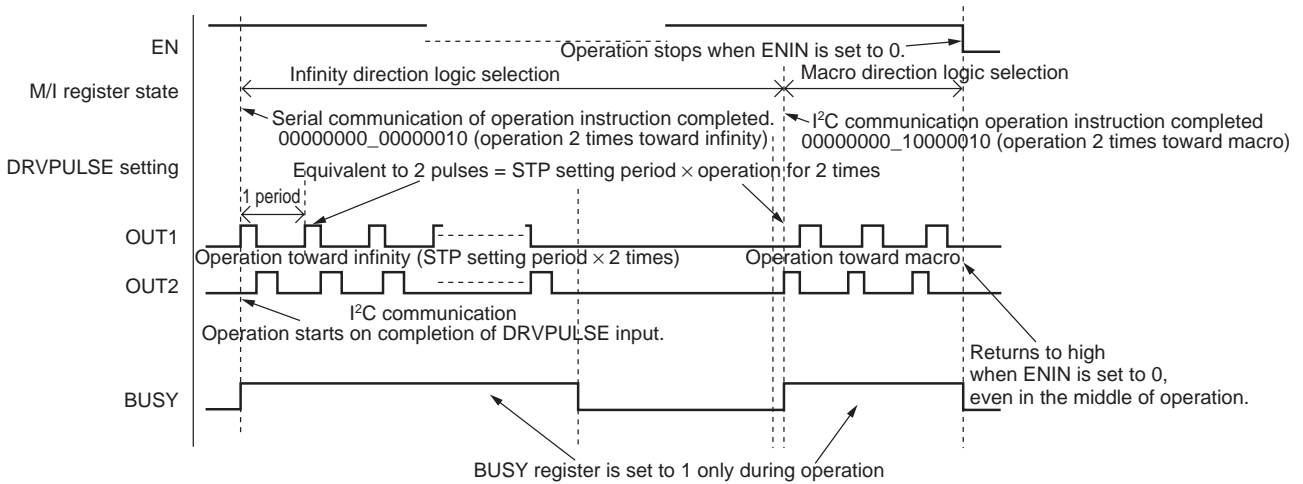 EN
Operation stops when ENIN is set to 0.
Infinity direction logic selection
Macro direction logic selection
M/I register state
Serial communication of operation instruction completed.
00000000_00000010 (operation 2 times toward infinity)
I²C communication operation instruction completed
00000000_10000010 (operation 2 times toward macro)
DRVPULSE setting
Equivalent to 2 pulses = STP setting period × operation for 2 times
1 period
OUT1
Operation toward infinity (STP setting period × 2 times)
Operation toward macro
OUT2
I²C communication
Operation starts on completion of DRVPULSE input.
Returns to high
when ENIN is set to 0,
even in the middle of operation.
BUSY
BUSY register is set to 1 only during operation